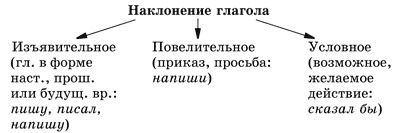 Наклонение глагола
Изъявительное
(гл. в форме
наст., прош.
или будущ. вр.:
пишу, писал,
напишу)
Повелительное
(приказ, просьба:
напиши)
Условное
(возможное,
желаемое
действие:
сказал бы)